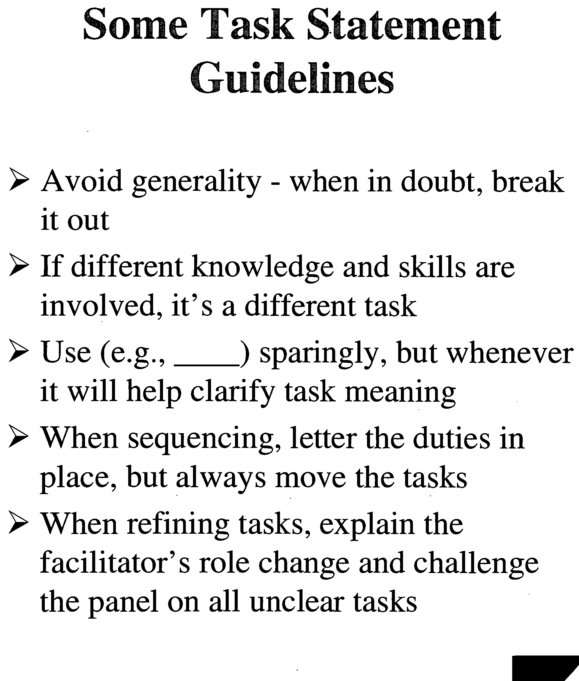 Some Task Statement
Guidelines
➢ Avoid generality - when in doubt, break
it out
➢ If different knowledge and skills are
involved, it's a different task
➢ Use (e.g., ____) sparingly, but whenever
it will help clarify task meaning
➢ When sequencing, letter the duties in
place, but always move the tasks
➢ When refining tasks, explain the
facilitator's role change and challenge
the panel on all unclear tasks